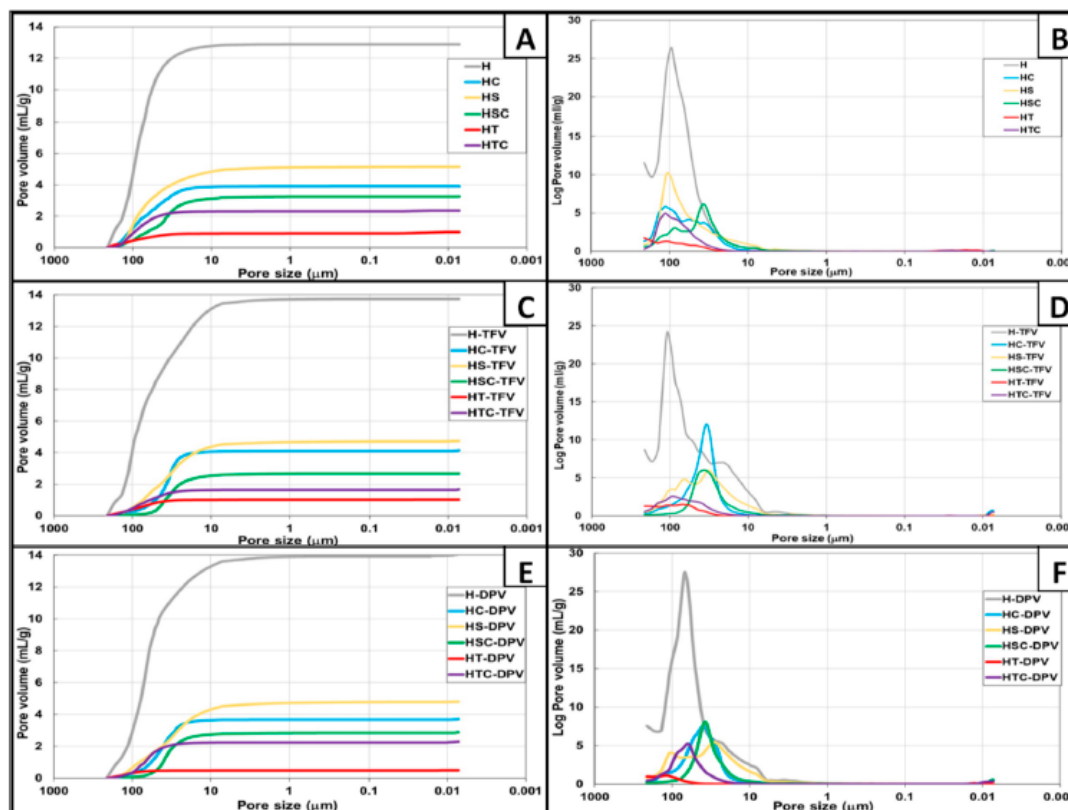 A
Pore volume (mL/g)
14
12
10
8
6
4
2
0
H
HC
HS
HSC
HT
HTC
1000 100 10 1 0.1 0.01 0.001
Pore size (µm)
B
Log Pore volume (ml/g)
30
25
20
15
10
5
0
H
HC
HS
HSC
HT
HTC
1000 100 10 1 0.1 0.01 0.00
Pore size (µm)
C
Pore volume (mL/g)
14
12
10
8
6
4
2
0
H-TFV
HC-TFV
HS-TFV
HSC-TFV
HT-TFV
HTC-TFV
1000 100 10 1 0.1 0.01 0.001
Pore size (µm)
D
Log Pore volume (ml/g)
30
25
20
15
10
5
0
H-TFV
HC-TFV
HS-TFV
HSC-TFV
HT-TFV
HTC-TFV
1000 100 10 1 0.1 0.01 0.00
Pore size (µm)
E
Pore volume (mL/g)
14
12
10
8
6
4
2
0
H-DPV
HC-DPV
HS-DPV
HSC-DPV
HT-DPV
HTC-DPV
1000 100 10 1 0.1 0.01 0.001
Pore size (µm)
F
Log Pore volume (mL/g)
30
25
20
15
10
5
0
H-DPV
HC-DPV
HS-DPV
HSC-DPV
HT-DPV
HTC-DPV
1000 100 10 1 0.1 0.01 0.00
Pore size (µm)